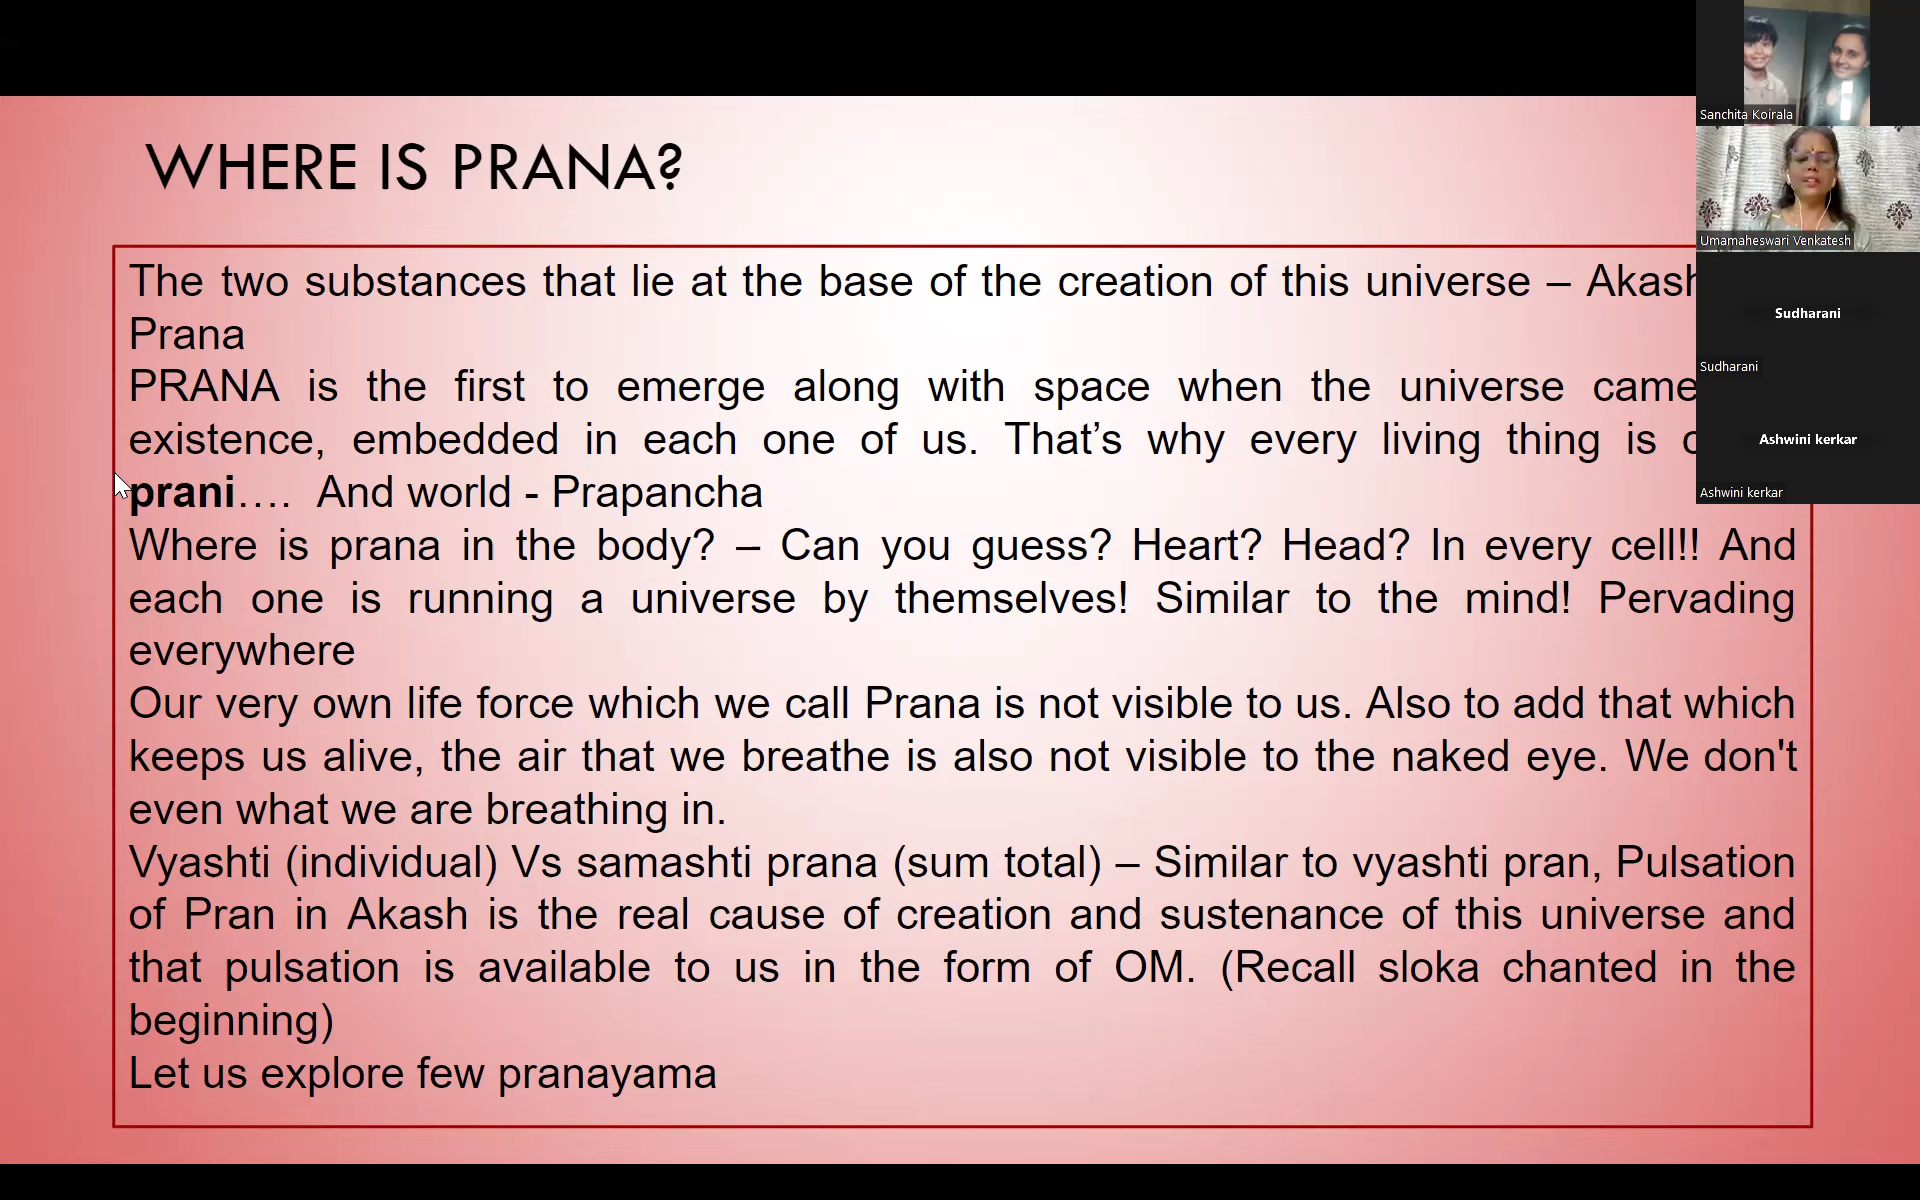 WHERE IS PRANA?
The two substances that lie at the base of the creation of this universe –
Prana
PRANA is the first to emerge along with space when the universe came
existence, embedded in each one of us. That’s why every living thing is
prani…. And world - Prapancha
Where is prana in the body? – Can you guess? Heart? Head? In every cell!! And
each one is running a universe by themselves! Similar to the mind! Pervading
everywhere
Our very own life force which we call Prana is not visible to us. Also to add that which
keeps us alive, the air that we breathe is also not visible to the naked eye. We don't
even what we are breathing in.
Vyashti (individual) Vs samashti prana (sum total) – Similar to vyashti pran, Pulsation
of Pran in Akash is the real cause of creation and sustenance of this universe and
that pulsation is available to us in the form of OM. (Recall sloka chanted in the
beginning)
Let us explore few pranayama
Sanchita Koirala
Umamaheswari Venkatesh
Sudharani
Sudharani
Ashwini kerkar
Ashwini kerkar